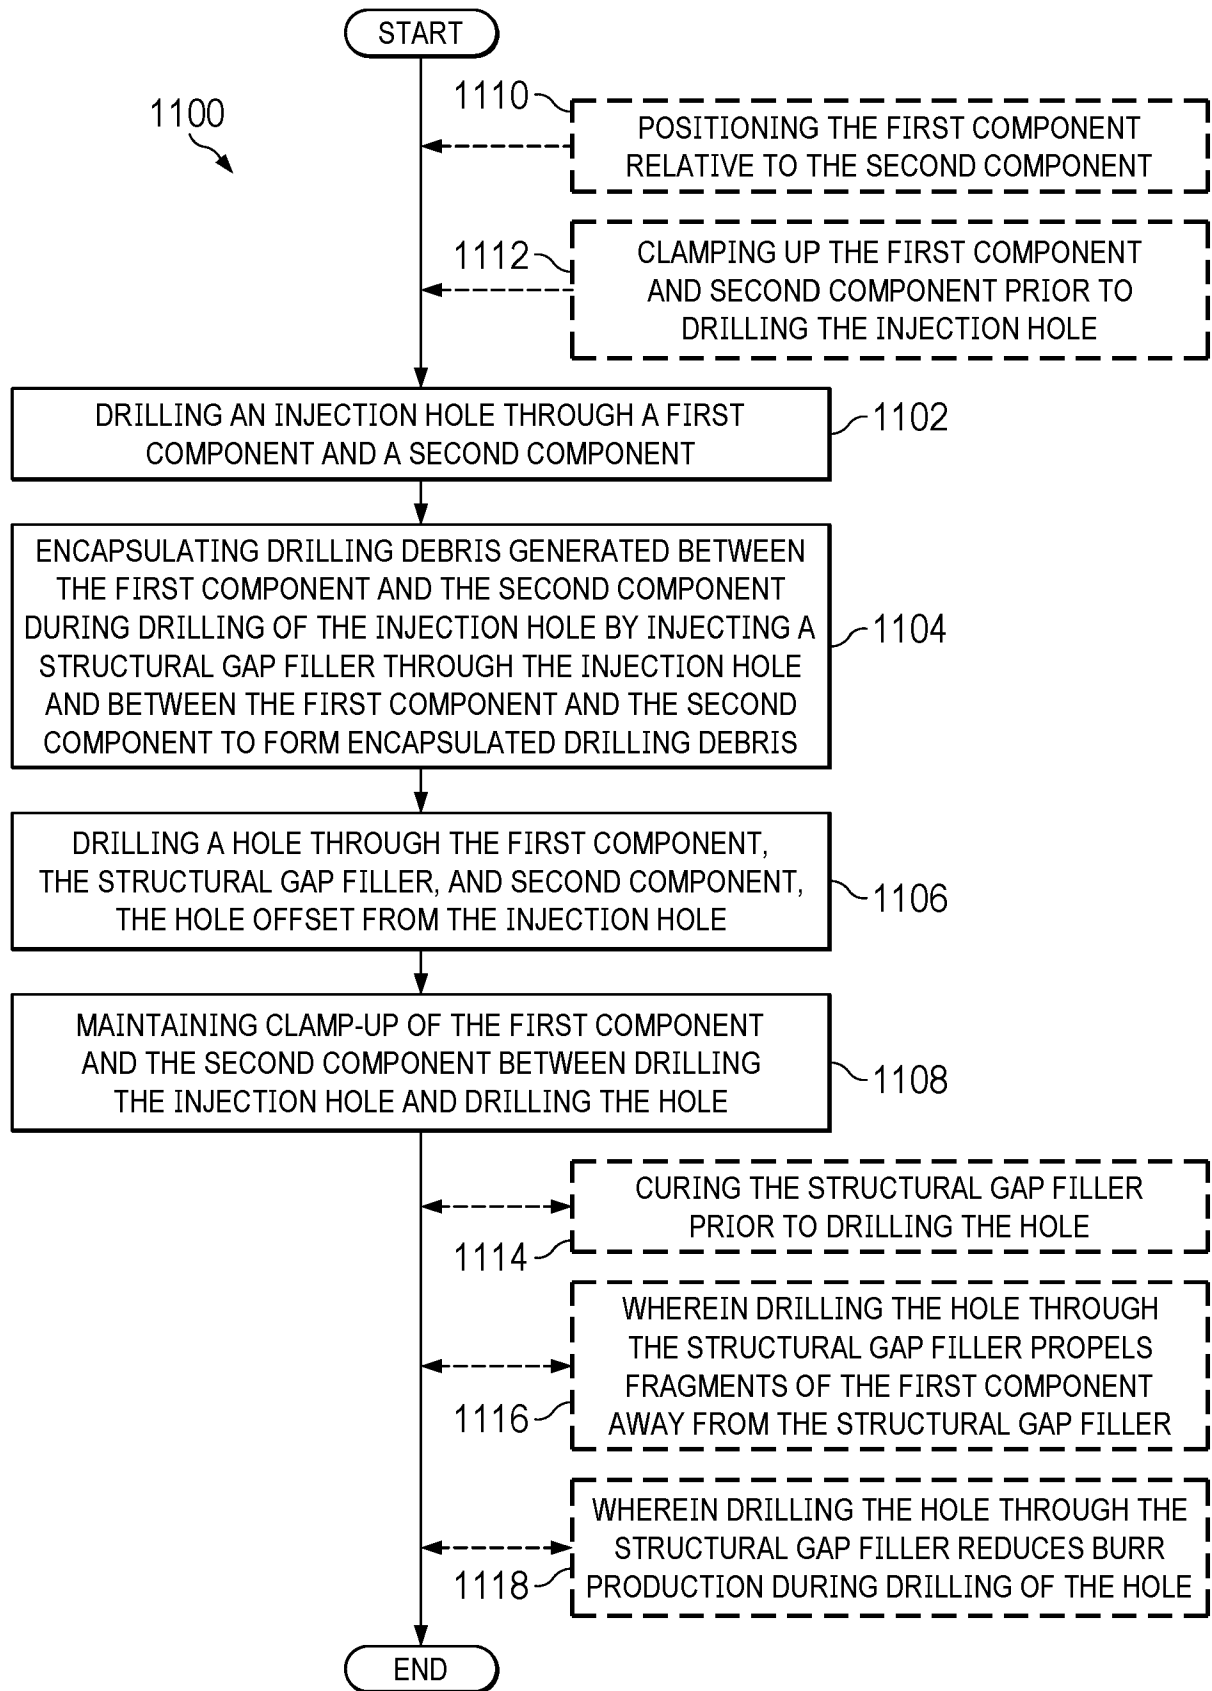 START
1100
1110
POSITIONING THE FIRST COMPONENT
RELATIVE TO THE SECOND COMPONENT
1112
CLAMPING UP THE FIRST COMPONENT
AND SECOND COMPONENT PRIOR TO
DRILLING THE INJECTION HOLE
DRILLING AN INJECTION HOLE THROUGH A FIRST
COMPONENT AND A SECOND COMPONENT
1102
ENCAPSULATING DRILLING DEBRIS GENERATED BETWEEN
THE FIRST COMPONENT AND THE SECOND COMPONENT
DURING DRILLING OF THE INJECTION HOLE BY INJECTING A
STRUCTURAL GAP FILLER THROUGH THE INJECTION HOLE
AND BETWEEN THE FIRST COMPONENT AND THE SECOND
COMPONENT TO FORM ENCAPSULATED DRILLING DEBRIS
1104
DRILLING A HOLE THROUGH THE FIRST COMPONENT,
THE STRUCTURAL GAP FILLER, AND SECOND COMPONENT,
THE HOLE OFFSET FROM THE INJECTION HOLE
1106
MAINTAINING CLAMP-UP OF THE FIRST COMPONENT
AND THE SECOND COMPONENT BETWEEN DRILLING
THE INJECTION HOLE AND DRILLING THE HOLE
1108
CURING THE STRUCTURAL GAP FILLER
PRIOR TO DRILLING THE HOLE
1114
WHEREIN DRILLING THE HOLE THROUGH
THE STRUCTURAL GAP FILLER PROPELS
FRAGMENTS OF THE FIRST COMPONENT
AWAY FROM THE STRUCTURAL GAP FILLER
1116
WHEREIN DRILLING THE HOLE THROUGH THE
STRUCTURAL GAP FILLER REDUCES BURR
PRODUCTION DURING DRILLING OF THE HOLE
1118
END